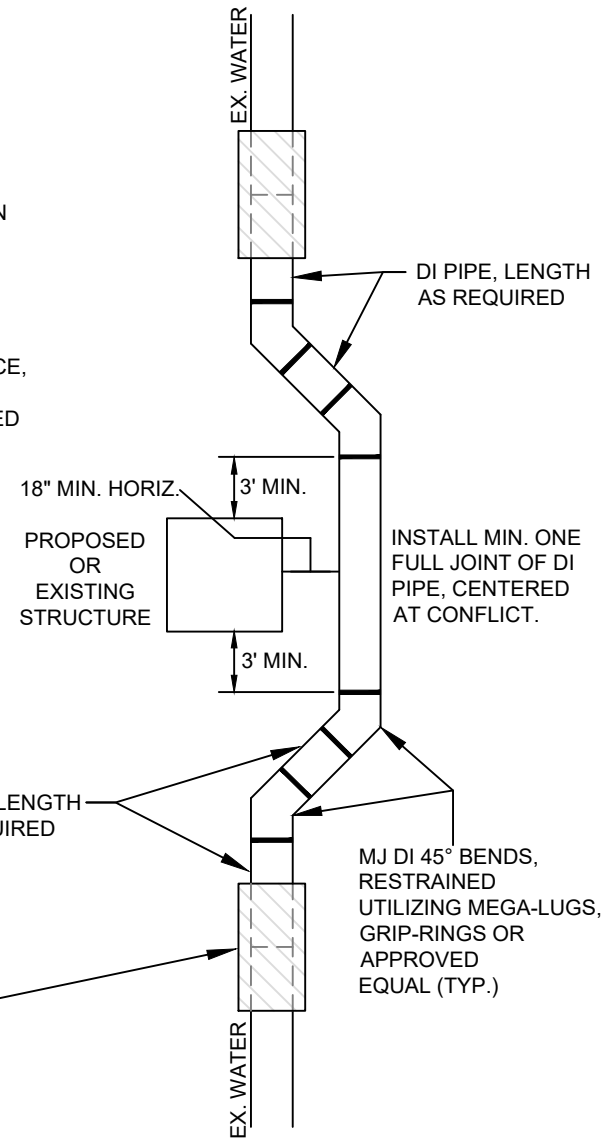 EX. WATER
N
DI PIPE, LENGTH
AS REQUIRED
CE,
ED
18" MIN. HORIZ.
3' MIN.
PROPOSED
OR
EXISTING
STRUCTURE
INSTALL MIN. ONE
FULL JOINT OF DI
PIPE, CENTERED
AT CONFLICT.
3' MIN.
LENGTH
UIRED
MJ DI 45° BENDS,
RESTRAINED
UTILIZING MEGA-LUGS,
GRIP-RINGS OR
APPROVED
EQUAL (TYP.)
EX. WATER